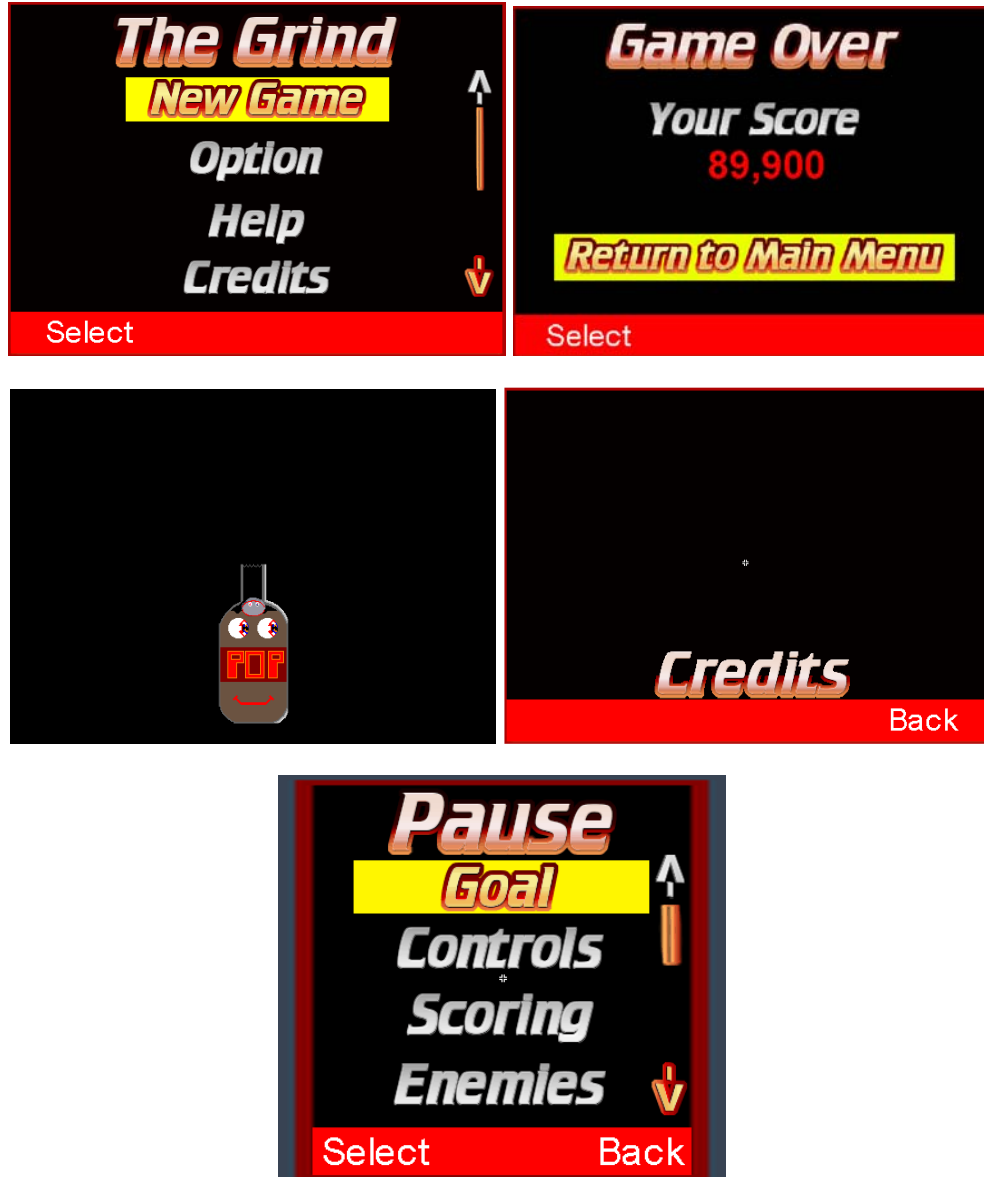 The Grind
New Game
Option
Help
Credits
Select
Game Over
Your Score
89,900
Return to Main Menu
Select
POP
Credits
Back
Pause
Goal
Controls
Scoring
Enemies
Select Back